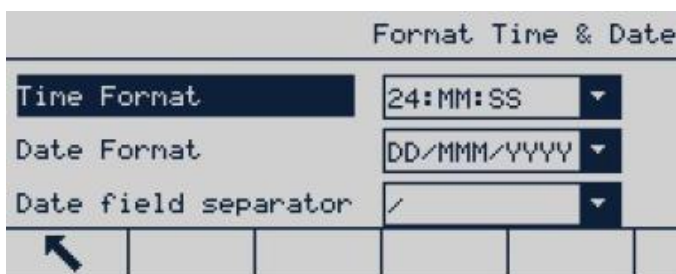 Format Time & Date
Time Format 24:MM:SS
Date Format DD/MMM/YYYY
Date field separator /